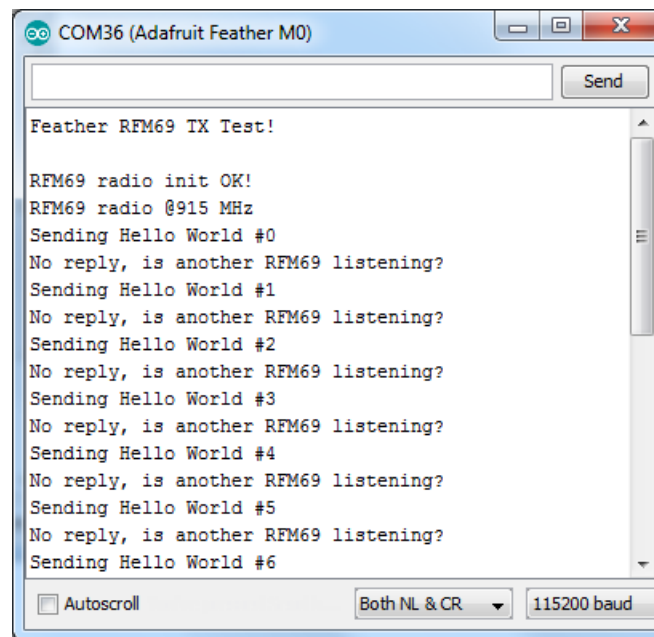 COM36 (Adafruit Feather M0)
Send
Feather RFM69 TX Test!
RFM69 radio init OK!
RFM69 radio @915 MHz
Sending Hello World #0
No reply, is another RFM69 listening?
Sending Hello World #1
No reply, is another RFM69 listening?
Sending Hello World #2
No reply, is another RFM69 listening?
Sending Hello World #3
No reply, is another RFM69 listening?
Sending Hello World #4
No reply, is another RFM69 listening?
Sending Hello World #5
No reply, is another RFM69 listening?
Sending Hello World #6
Autoscroll Both NL & CR 115200 baud